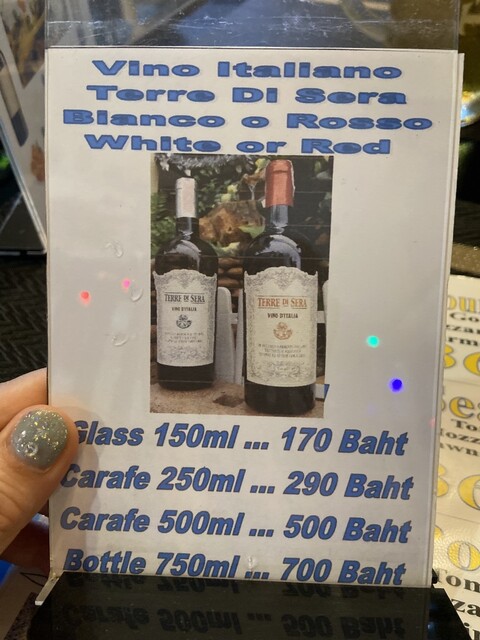 Vino Italiano
Terre Di Sera
Bianco o Rosso
White or Red
TERRE DI SERA
VINO D'ITALIA
TERRE DI SERA
VINO D'ITALIA
Glass 150ml ... 170 Baht
Carafe 250ml ... 290 Baht
Carafe 500ml ... 500 Baht
Bottle 750ml ... 700 Baht